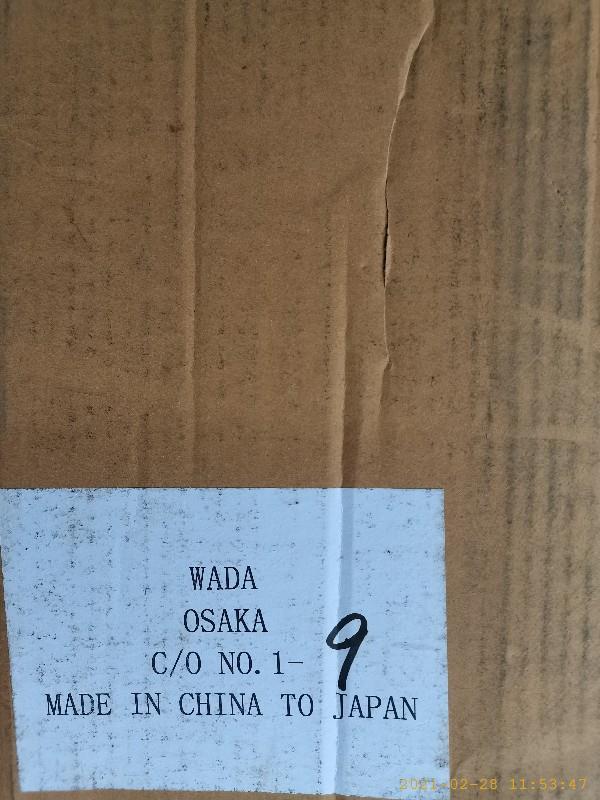 WADA
OSAKA
C/O NO. 1-9
MADE IN CHINA TO JAPAN
2021-02-28 11:53:47